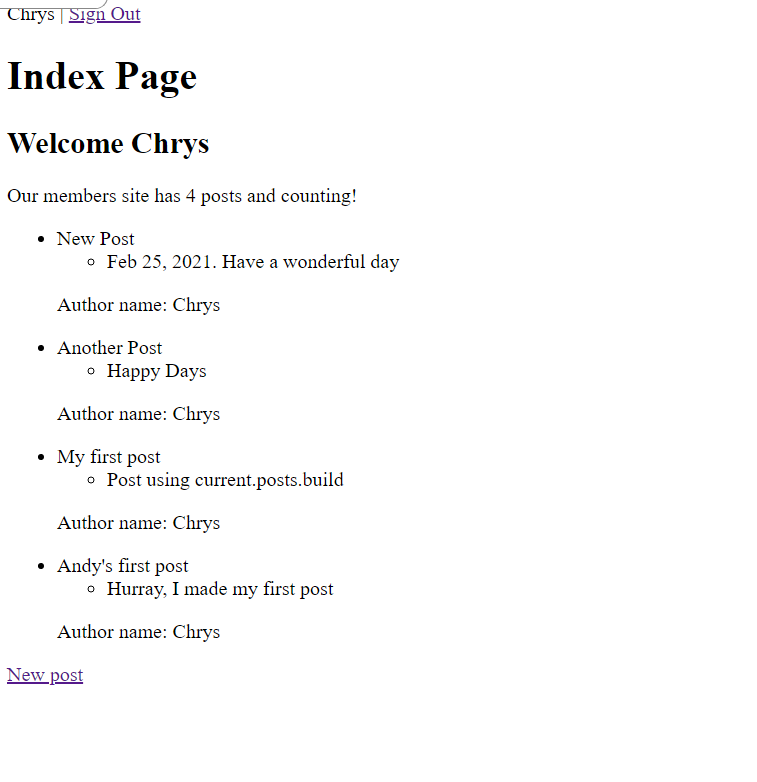 Chrys | Sign Out
Index Page
Welcome Chrys
Our members site has 4 posts and counting!
New Post
Feb 25, 2021. Have a wonderful day
Author name: Chrys
Another Post
Happy Days
Author name: Chrys
My first post
Post using current.posts.build
Author name: Chrys
Andy's first post
Hurray, I made my first post
Author name: Chrys
New post